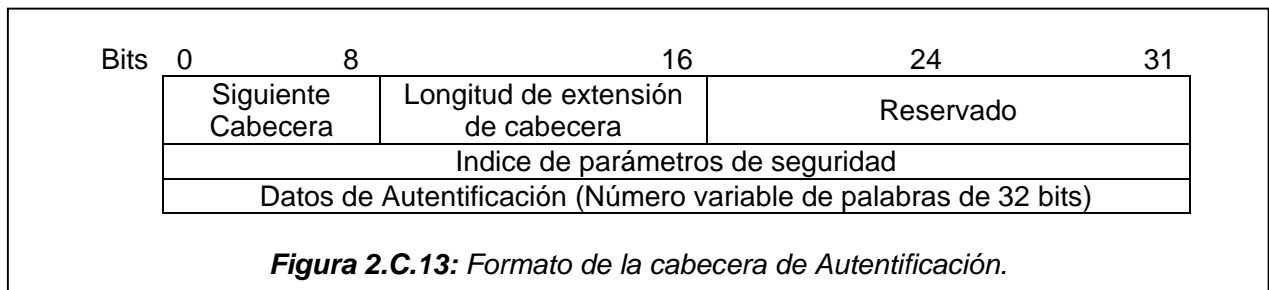 Bits 0 8 16 24 31
Siguiente Cabecera
Longitud de extensión de cabecera
Reservado
Indice de parámetros de seguridad
Datos de Autentificación (Número variable de palabras de 32 bits)
Figura 2.C.13: Formato de la cabecera de Autentificación.